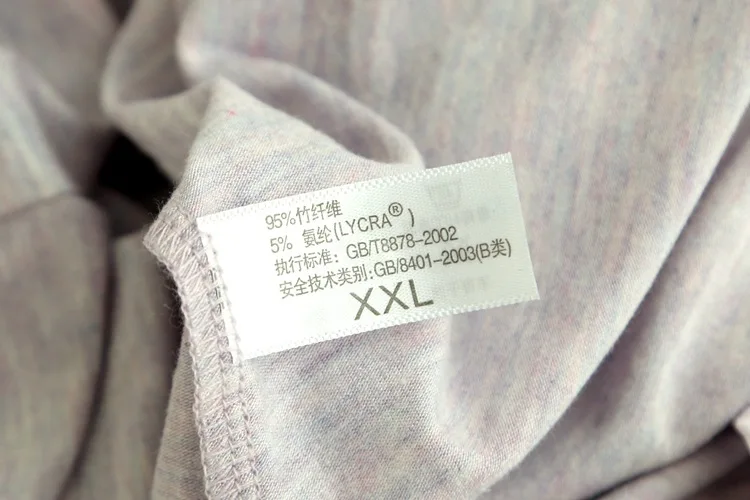 95%竹纤维
5% 氨纶(LYCRA®)
执行标准: GB/T8878-2002
安全技术类别:GB/8401-2003(B类)
XXL